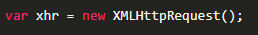 var xhr = new XMLHttpRequest();